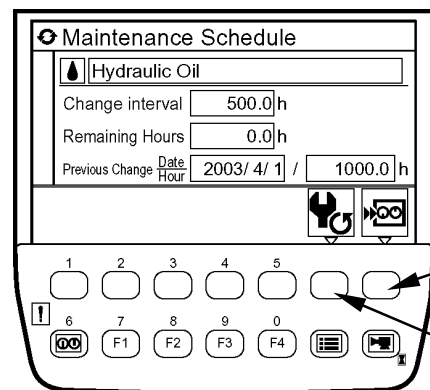 Maintenance Schedule
Hydraulic Oil
Change interval 500.0 h
Remaining Hours 0.0 h
Previous Change Date Hour 2003/ 4/ 1 / 1000.0 h
1 2 3 4 5
!
6 7 8 9 0
F1 F2 F3 F4